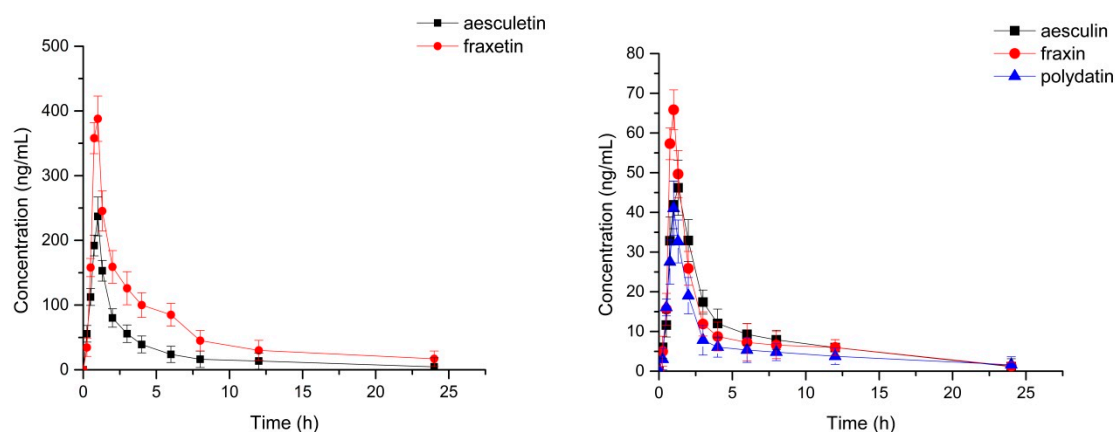 aesculetin
fraxetin
500
400
300
200
100
0
Concentration (ng/mL)
0 5 10 15 20 25
Time (h)
aesculin
fraxin
polydatin
80
70
60
50
40
30
20
10
0
Concentration (ng/mL)
0 5 10 15 20 25
Time (h)